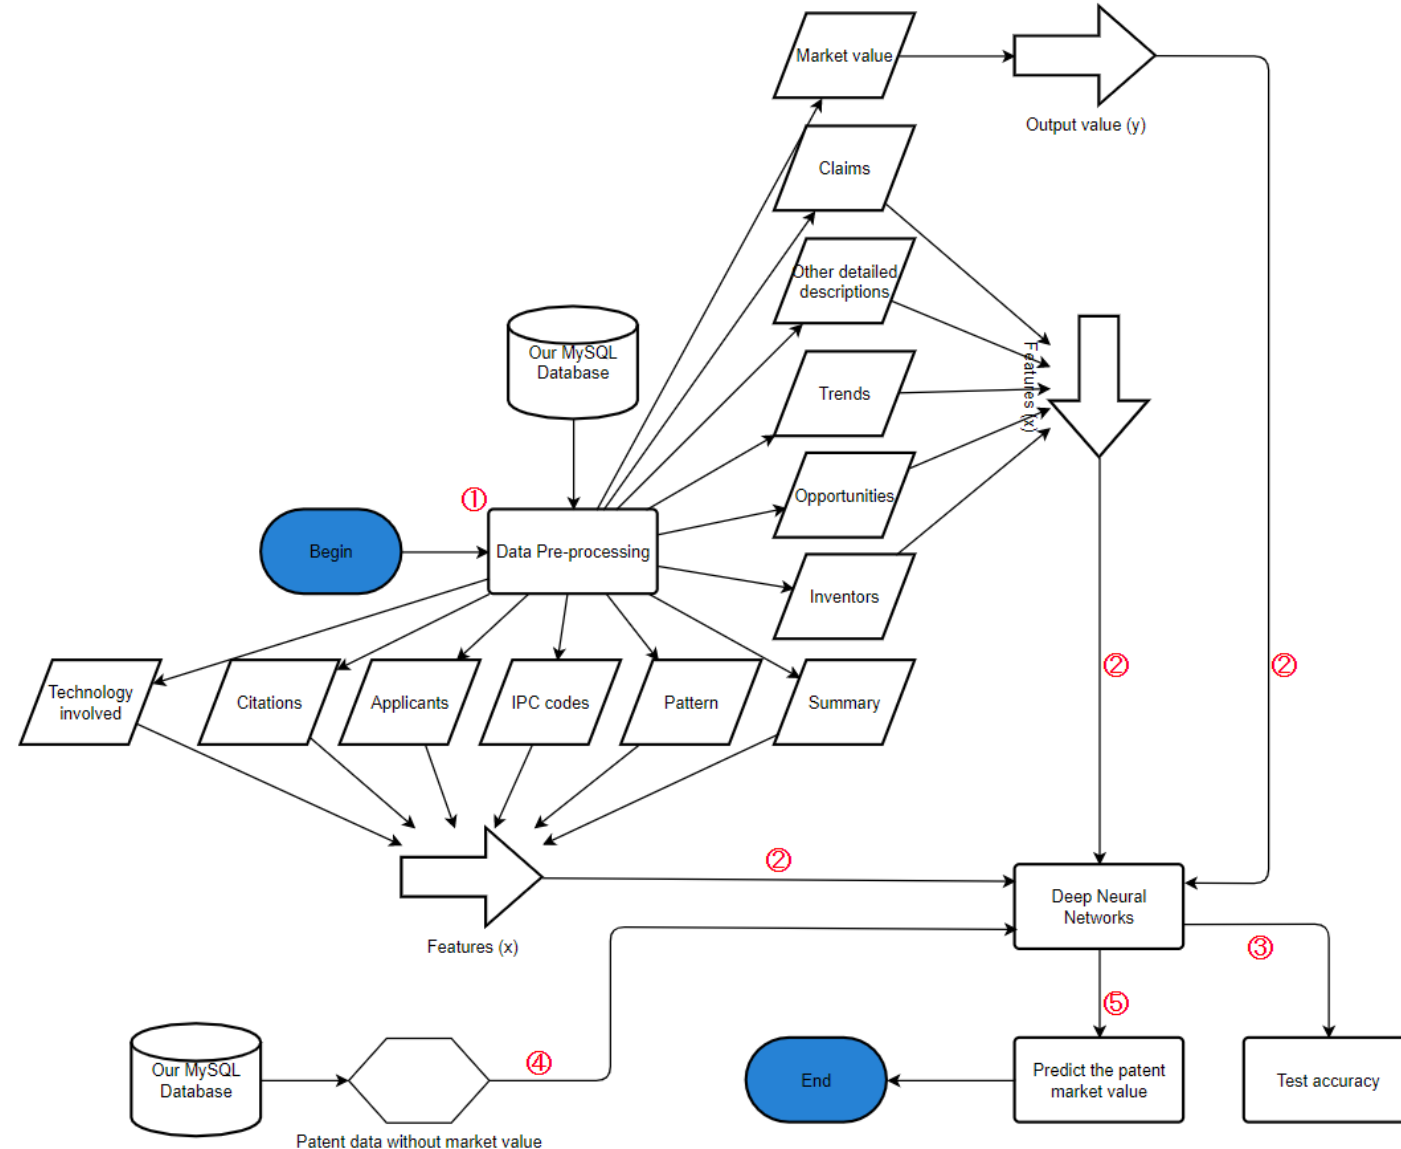 Market value
Output value (y)
Claims
Other detailed
descriptions
Our MySQL
Database
Features (x)
Trends
Opportunities
①
Begin
Data Pre-processing
Inventors
②
②
Technology
involved
Citations
Applicants
IPC codes
Pattern
Summary
②
Deep Neural
Networks
Features (x)
③
⑤
④
Our MySQL
Database
End
Predict the patent
market value
Test accuracy
Patent data without market value